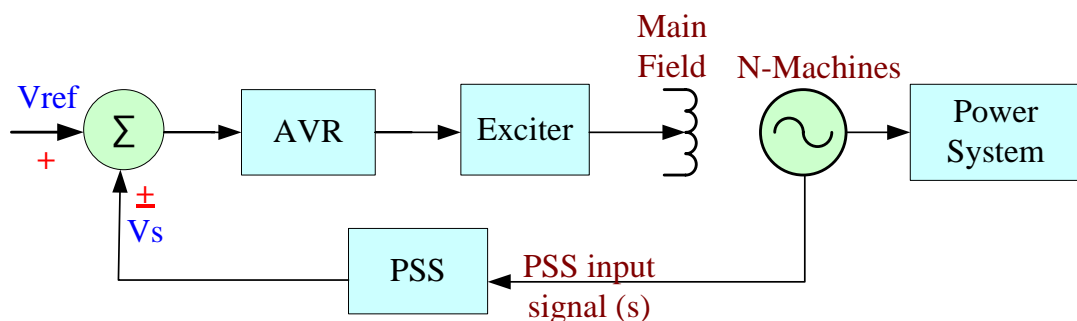 Main
Field
N-Machines
Vref
+
Σ
AVR
Exciter
Power
System
±
Vs
PSS
PSS input
signal (s)